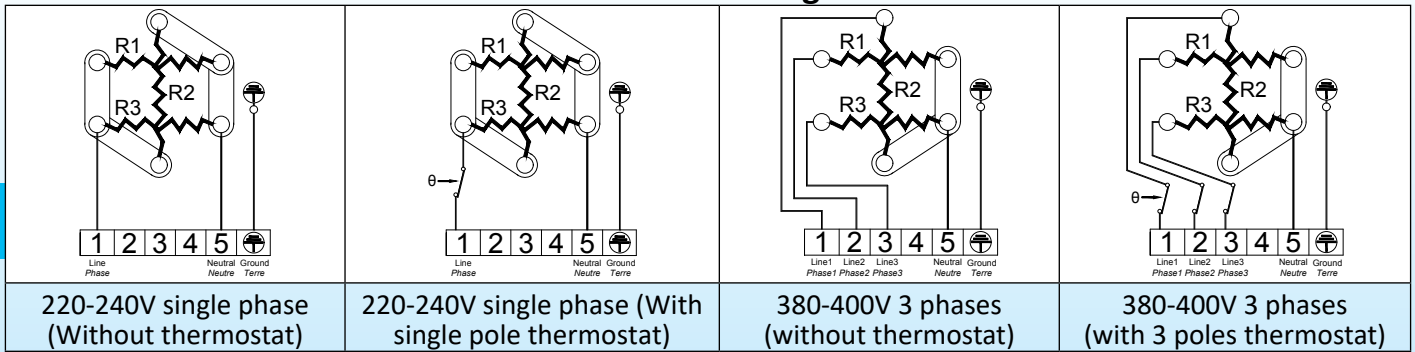 R1
R3
R2
1 2 3 4 5
Line
Phase
Neutral
Neutre
Ground
Terre
220-240V single phase
(Without thermostat)
R1
R3
R2
θ
1 2 3 4 5
Line
Phase
Neutral
Neutre
Ground
Terre
220-240V single phase (With
single pole thermostat)
R1
R3
R2
1 2 3 4 5
Line1 Line2 Line3
Phase1 Phase2 Phase3
Neutral
Neutre
Ground
Terre
380-400V 3 phases
(without thermostat)
R1
R3
R2
θ
1 2 3 4 5
Line1 Line2 Line3
Phase1 Phase2 Phase3
Neutral
Neutre
Ground
Terre
380-400V 3 phases
(with 3 poles thermostat)